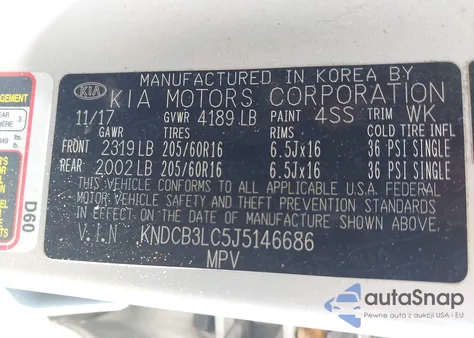 MANUFACTURED IN KOREA BY
KIA KIA MOTORS CORPORATION
11/17 GVWR 4189 LB PAINT 4SS TRIM WK
GAWR TIRES RIMS COLD TIRE INFL
FRONT 2319 LB 205/60R16 6.5Jx16 36 PSI SINGLE
REAR 2002 LB 205/60R16 6.5Jx16 36 PSI SINGLE
THIS VEHICLE CONFORMS TO ALL APPLICABLE U.S.A. FEDERAL
MOTOR VEHICLE SAFETY AND THEFT PREVENTION STANDARDS
IN EFFECT ON THE DATE OF MANUFACTURE SHOWN ABOVE.
V.I.N KNDCB3LC5J5146686
MPV
D60
3
lbs.
autoSnap
Pewne auta z aukcji USA i EU